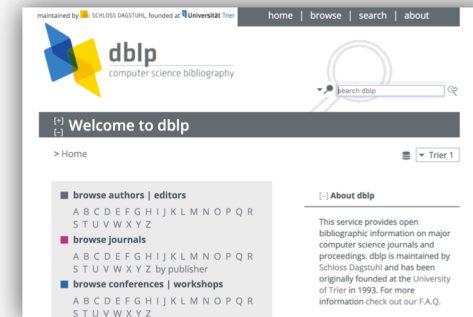 maintained by SCHLOSS DAGSTUHL, founded at Universität Trier
home | browse | search | about
dblp
computer science bibliography
search dblp
[+]
[-] Welcome to dblp
> Home
Trier 1
browse authors | editors
A B C D E F G H I J K L M N O P Q R
S T U V W X Y Z
browse journals
A B C D E F G H I J K L M N O P Q R
S T U V W X Y Z by publisher
browse conferences | workshops
A B C D E F G H I J K L M N O P Q R
S T U V W X Y Z
[-] About dblp
This service provides open
bibliographic information on major
computer science journals and
proceedings. dblp is maintained by
Schloss Dagstuhl and has been
originally founded at the University
of Trier in 1993. For more
information check out our F.A.Q.